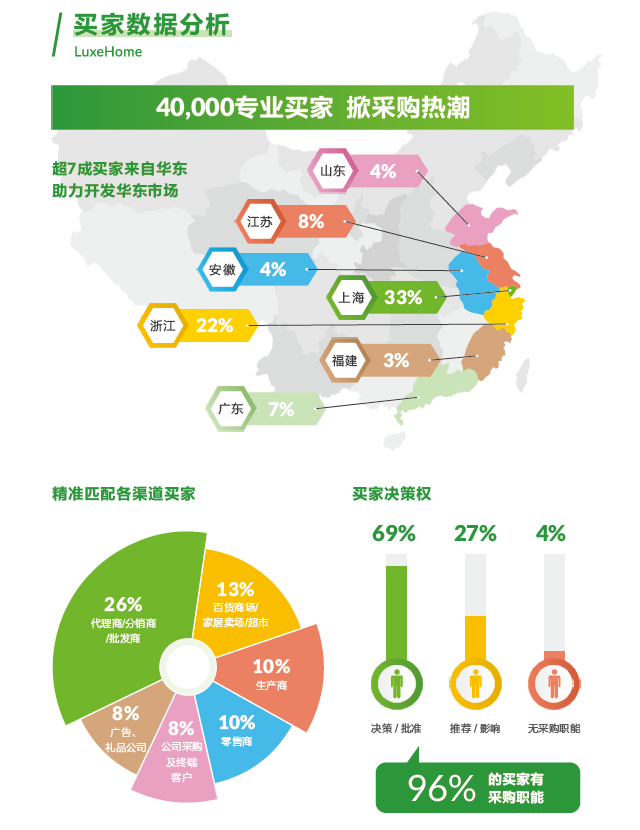 买家数据分析
LuxeHome
40,000专业买家 掀采购热潮
超7成买家来自华东
助力开发华东市场
山东 4%
江苏 8%
安徽 4%
上海 33%
浙江 22%
福建 3%
广东 7%
精准匹配各渠道买家
26%
代理商/分销商
/批发商
13%
百货商场/
家居卖场/超市
10%
生产商
10%
零售商
8%
公司采购
及终端
客户
8%
广告、
礼品公司
买家决策权
69% 27% 4%
决策 / 批准 推荐 / 影响 无采购职能
96% 的买家有
采购职能